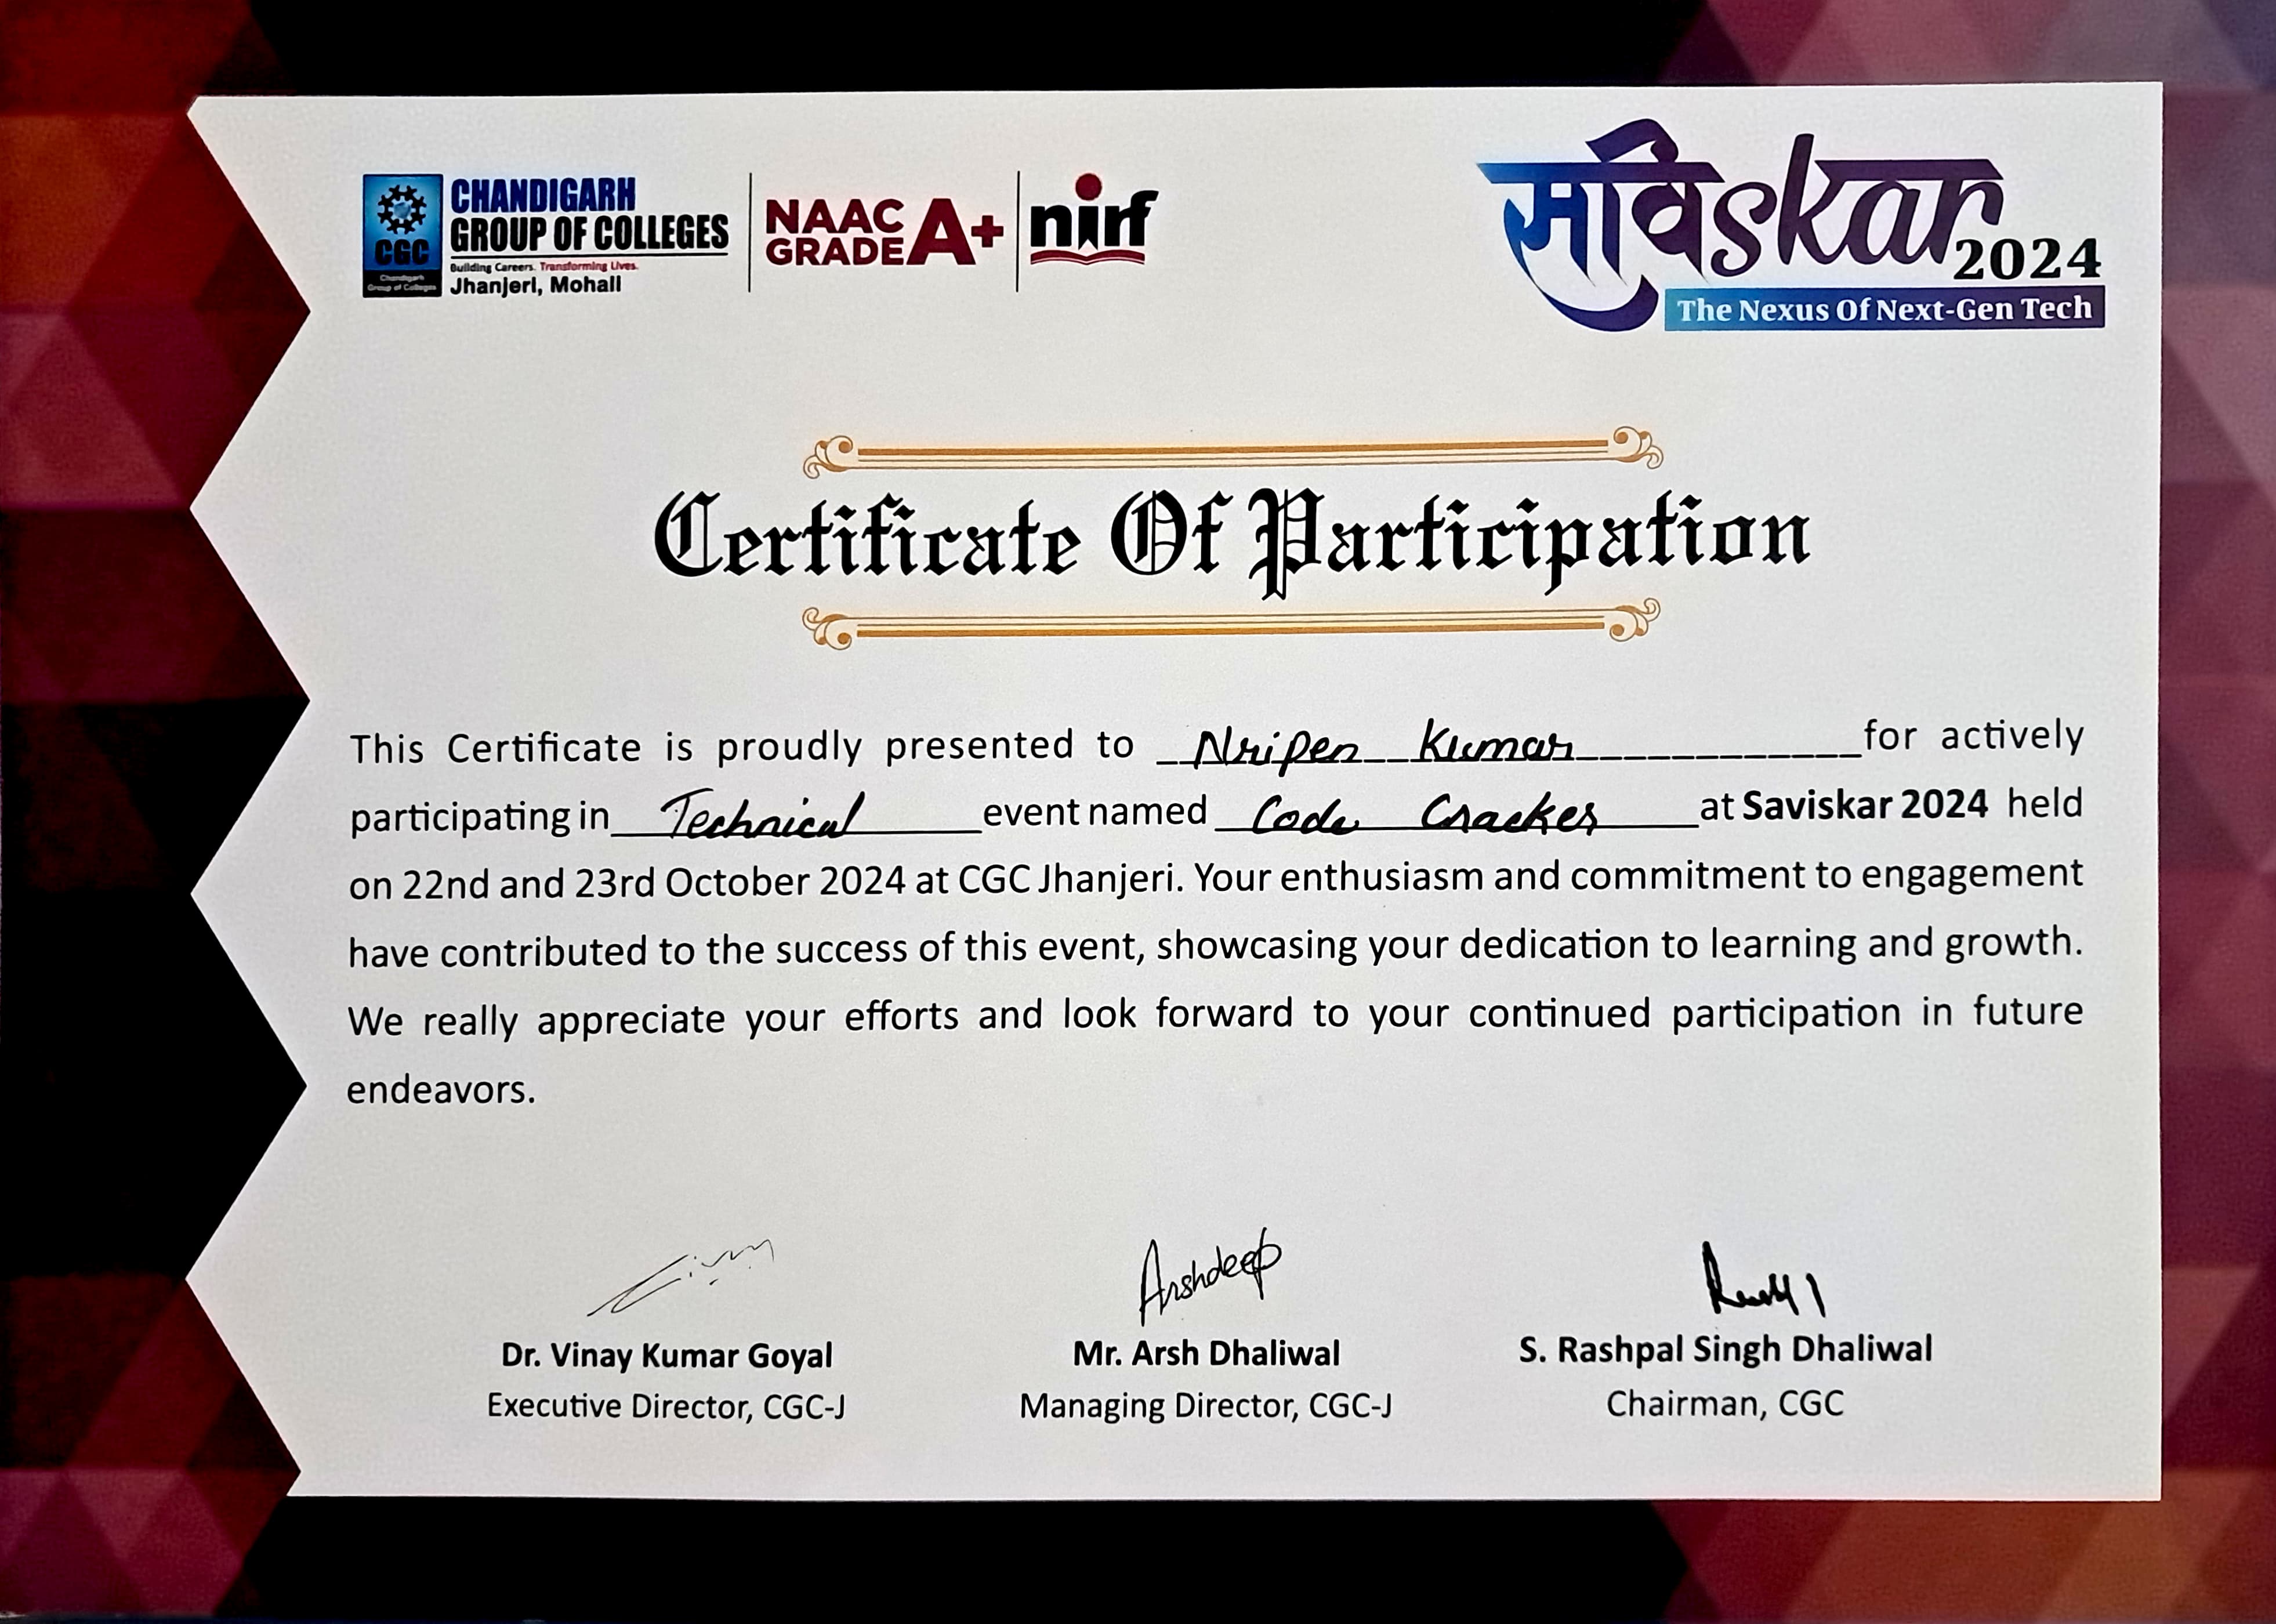 CHANDIGARH
GROUP OF COLLEGES
Building Careers. Transforming Lives.
Jhanjeri, Mohali
CGC
Chandigarh
Group of Colleges
NAAC
GRADE A+
nirf
सविskar
2024
The Nexus Of Next-Gen Tech
Certificate Of Participation
This Certificate is proudly presented to Nripen Kumar for actively
participating in Technical event named Code Cracker at Saviskar 2024 held
on 22nd and 23rd October 2024 at CGC Jhanjeri. Your enthusiasm and commitment to engagement
have contributed to the success of this event, showcasing your dedication to learning and growth.
We really appreciate your efforts and look forward to your continued participation in future
endeavors.
Arshdeep
Dr. Vinay Kumar Goyal
Executive Director, CGC-J
Mr. Arsh Dhaliwal
Managing Director, CGC-J
S. Rashpal Singh Dhaliwal
Chairman, CGC